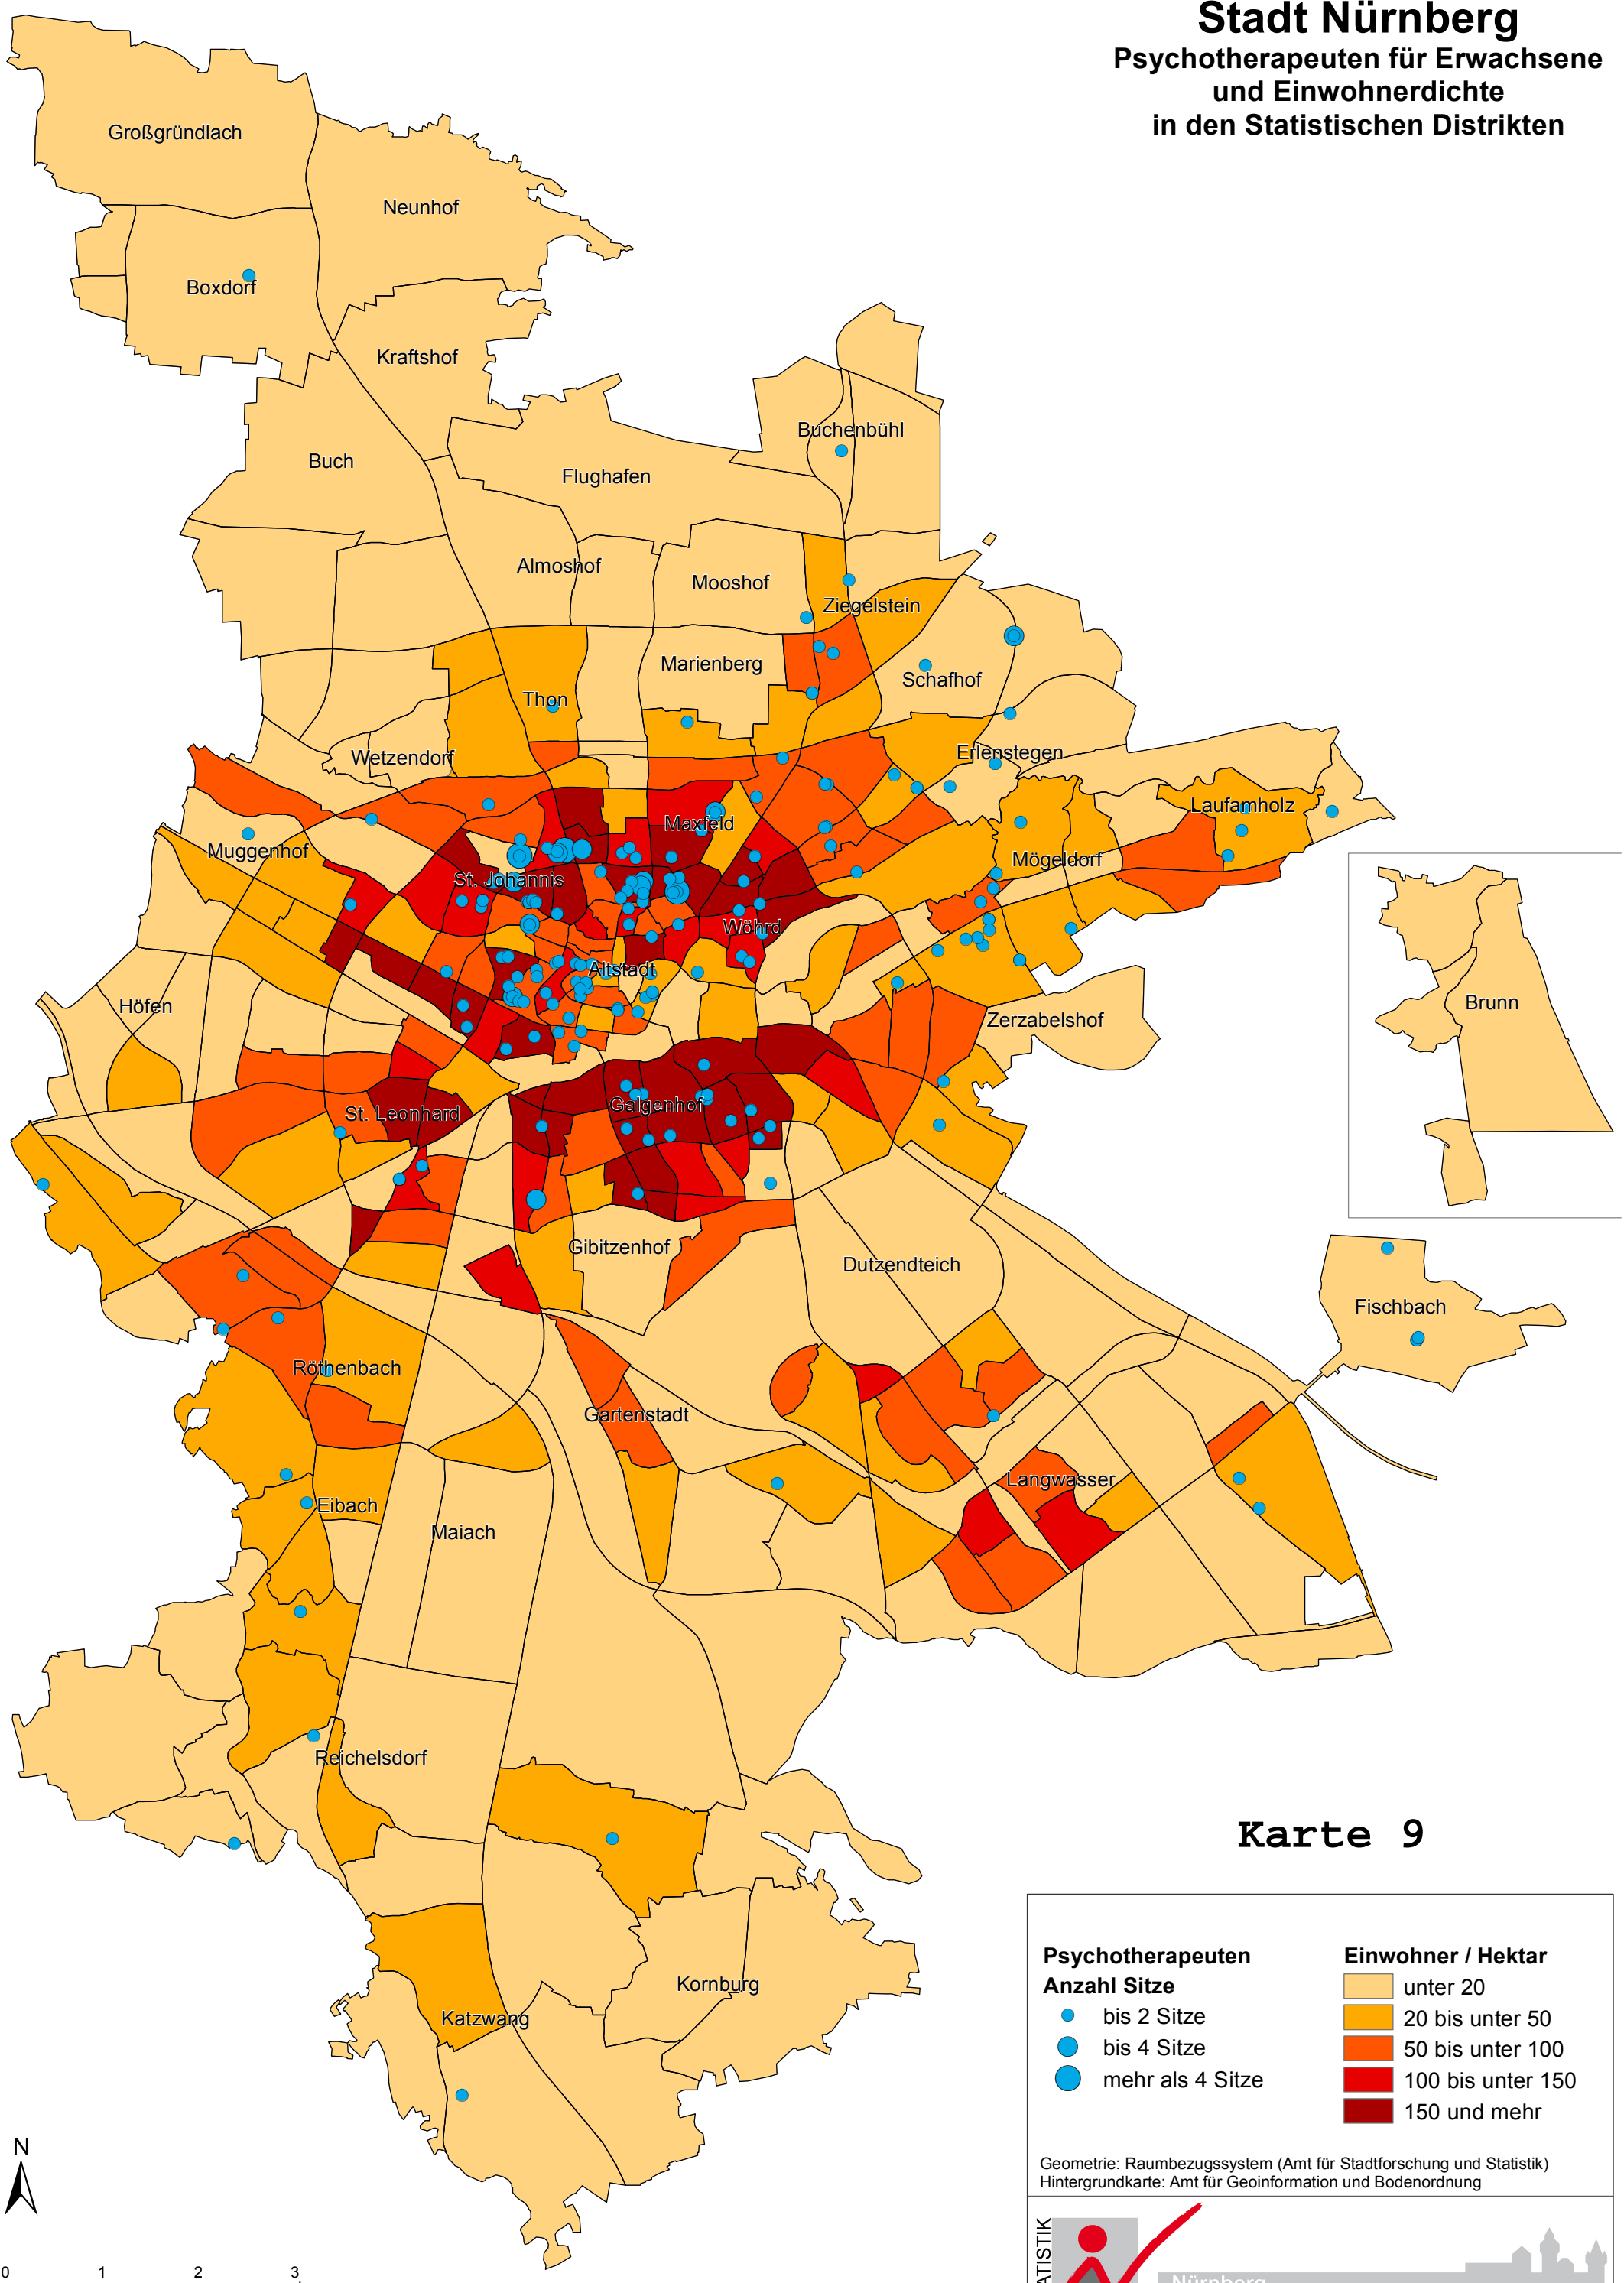 Stadt Nürnberg
Psychotherapeuten für Erwachsene
und Einwohnerdichte
in den Statistischen Distrikten
Großgründlach
Neunhof
Boxdorf
Kraftshof
Buchenbühl
Buch
Flughafen
Almoshof
Mooshof
Ziegelstein
Marienberg
Schafhof
Thon
Erlenstegen
Wetzendorf
Laufamholz
Maxfeld
Muggenhof
Mögeldorf
St. Johannis
Wöhrd
Altstadt
Höfen
Brunn
Zerzabelshof
Galgenhof
St. Leonhard
Gibitzenhof
Dutzendteich
Fischbach
Röthenbach
Gartenstadt
Langwasser
Eibach
Maiach
Reichelsdorf
Karte 9
Kornburg
Katzwang
Psychotherapeuten
Anzahl Sitze
bis 2 Sitze
bis 4 Sitze
mehr als 4 Sitze
Einwohner / Hektar
unter 20
20 bis unter 50
50 bis unter 100
100 bis unter 150
150 und mehr
N
Geometrie: Raumbezugssystem (Amt für Stadtforschung und Statistik)
Hintergrundkarte: Amt für Geoinformation und Bodenordnung
0 1 2 3
ATISTIK
Nürnberg